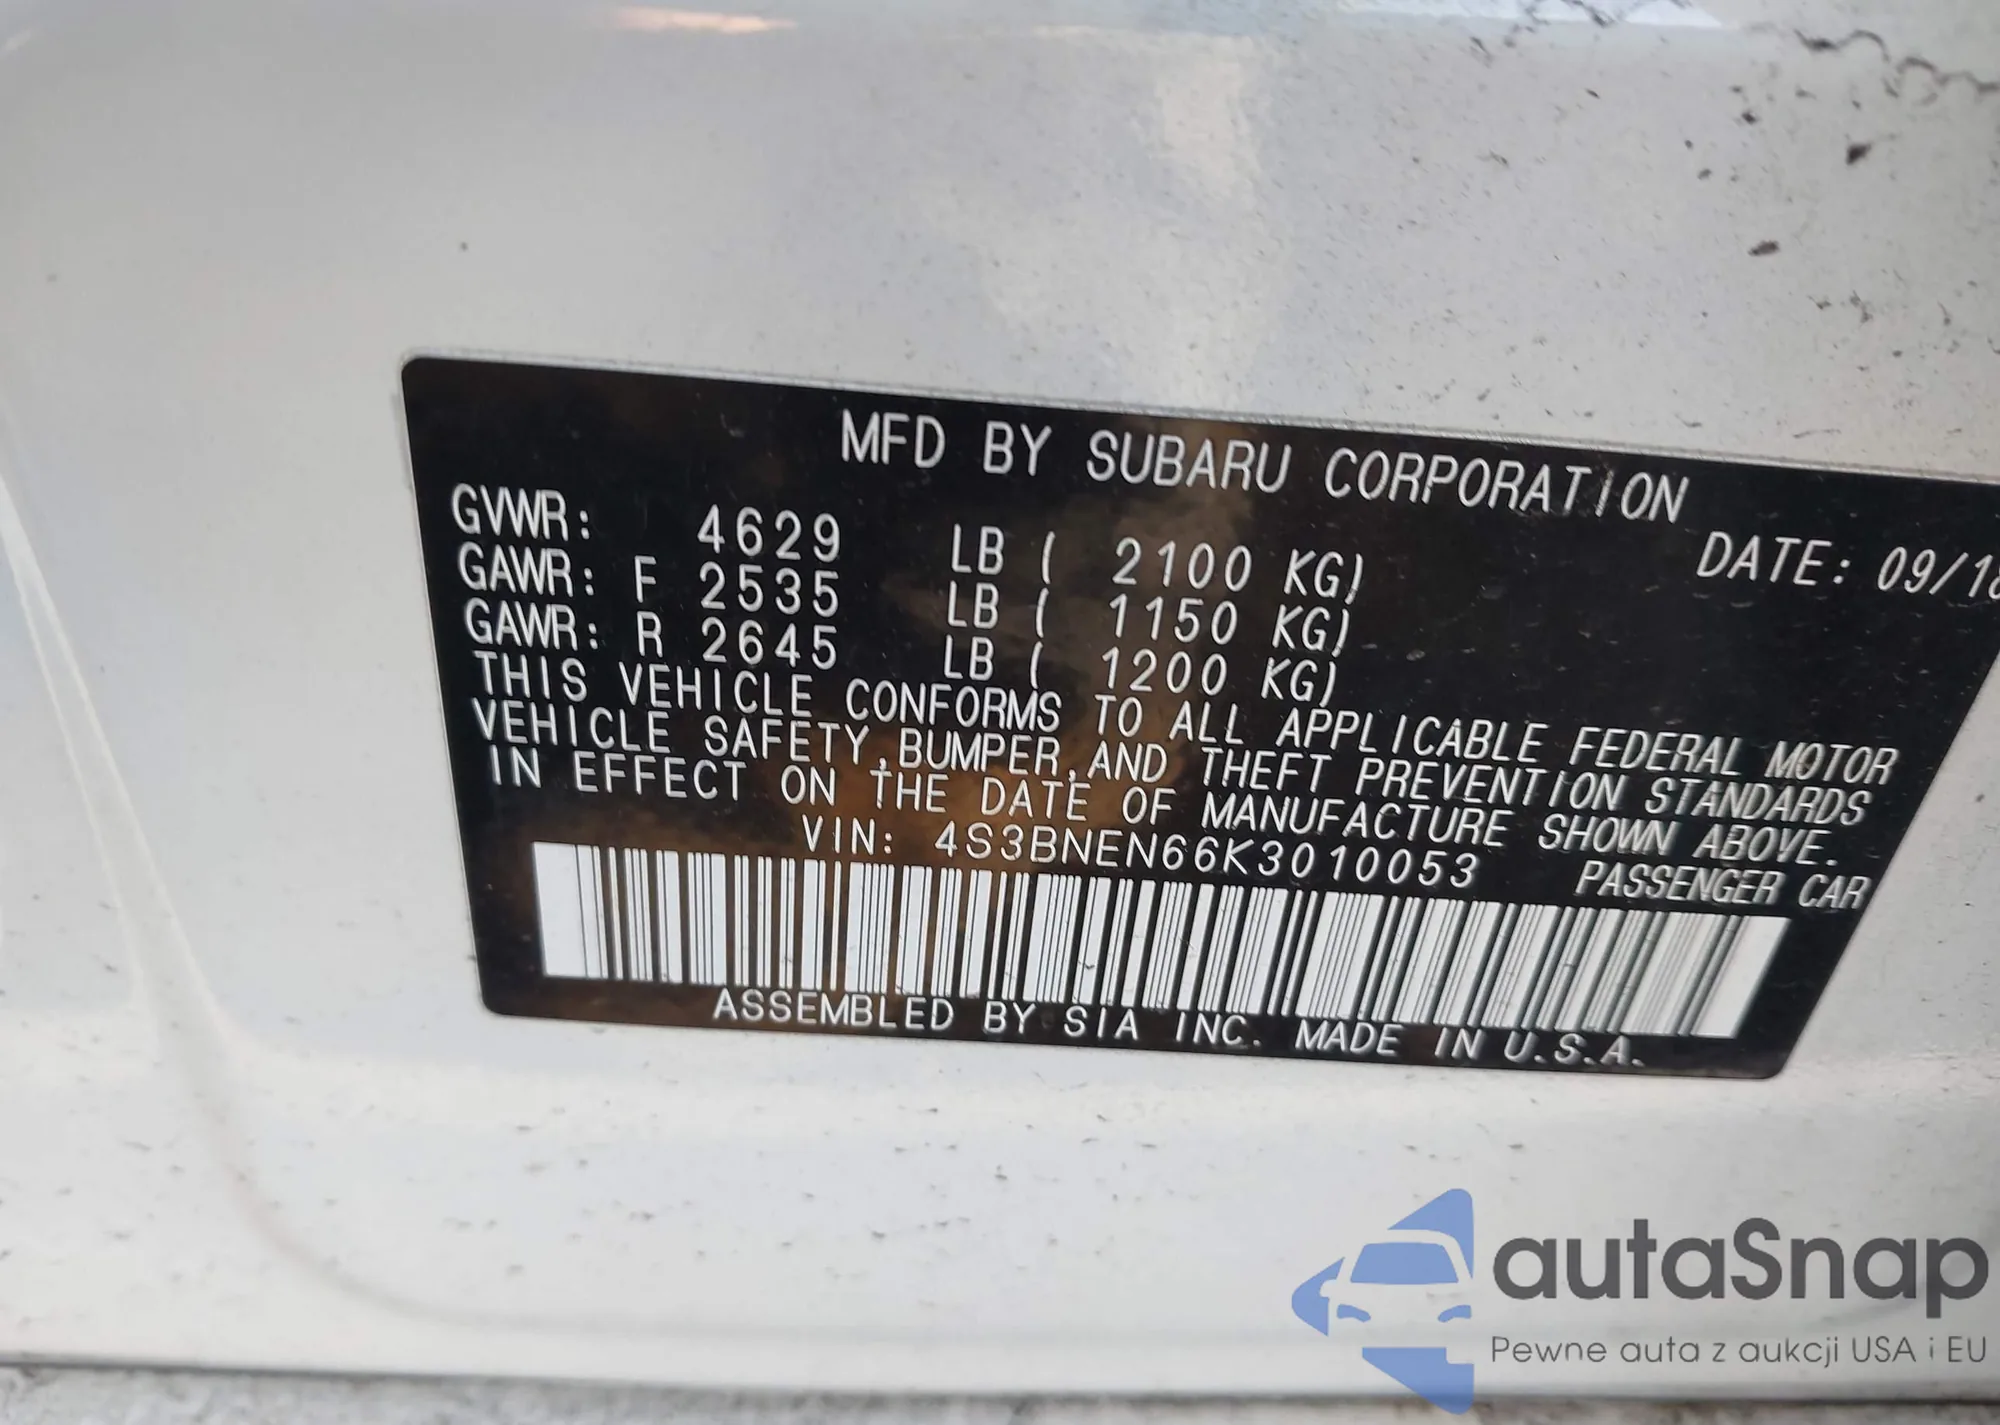 MFD BY SUBARU CORPORATION
GVWR: 4629 LB ( 2100 KG) DATE: 09/18
GAWR: F 2535 LB ( 1150 KG)
GAWR: R 2645 LB ( 1200 KG)
THIS VEHICLE CONFORMS TO ALL APPLICABLE FEDERAL MOTOR
VEHICLE SAFETY,BUMPER,AND THEFT PREVENTION STANDARDS
IN EFFECT ON THE DATE OF MANUFACTURE SHOWN ABOVE.
VIN: 4S3BNEN66K3010053 PASSENGER CAR
ASSEMBLED BY SIA INC. MADE IN U.S.A.
autaSnap
Pewne auta z aukcji USA i EU